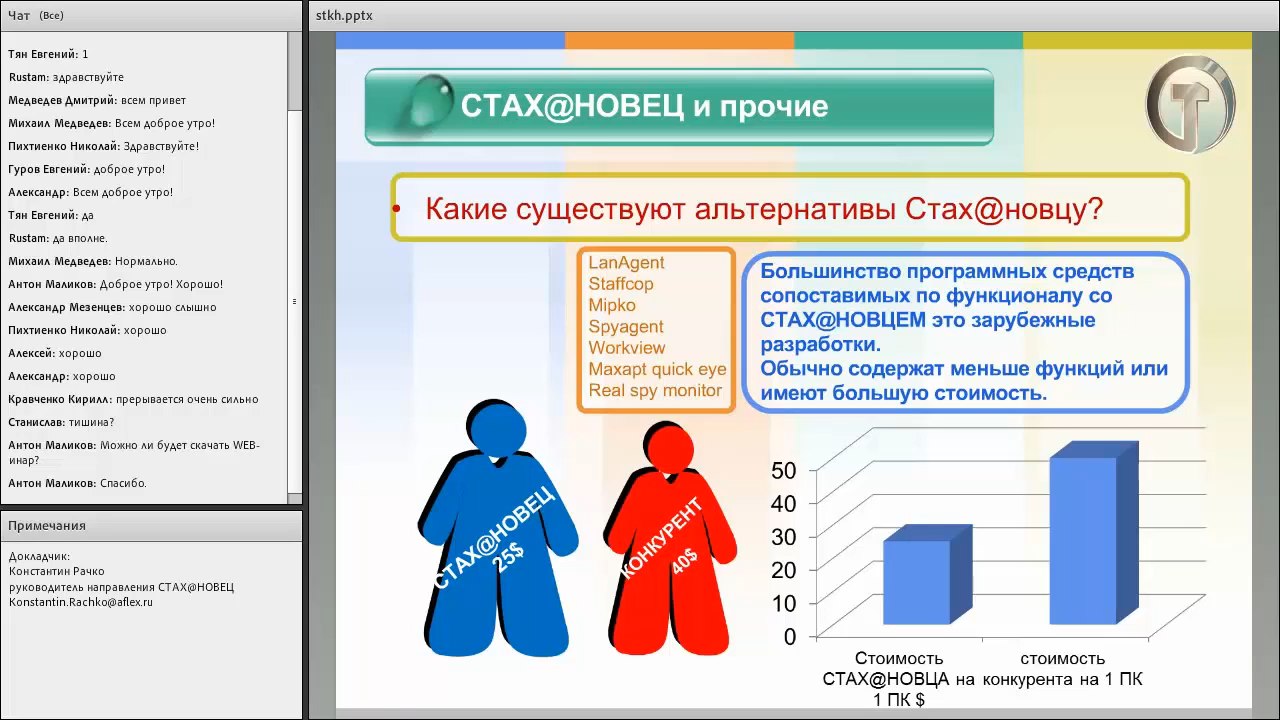 Чат (Все)
Тян Евгений: 1
Rustam: здравствуйте
Медведев Дмитрий: всем привет
Михаил Медведев: Всем доброе утро!
Пихтиенко Николай: Здравствуйте!
Гуров Евгений: доброе утро!
Александр: Всем доброе утро!
Тян Евгений: да
Rustam: да вполне.
Михаил Медведев: Нормально.
Антон Маликов: Доброе утро! Хорошо!
Александр Мезенцев: хорошо слышно
Пихтиенко Николай: хорошо
Алексей: хорошо
Александр: хорошо
Кравченко Кирилл: прерывается очень сильно
Станислав: тишина?
Антон Маликов: Можно ли будет скачать WEB-
инар?
Антон Маликов: Спасибо.
Примечания
Докладчик:
Константин Рачко
руководитель направления СТАХ@НОВЕЦ
Konstantin.Rachko@aflex.ru
stkh.pptx
СТАХ@НОВЕЦ и прочие
Т
• Какие существуют альтернативы Стах@новцу?
LanAgent
Staffcop
Mipko
Spyagent
Workview
Maxapt quick eye
Real spy monitor
Большинство программных средств
сопоставимых по функционалу со
СТАХ@НОВЦЕМ это зарубежные
разработки.
Обычно содержат меньше функций или
имеют большую стоимость.
СТАХ@НОВЕЦ
25$
КОНКУРЕНТ
40$
50
40
30
20
10
0
Стоимость
СТАХ@НОВЦА на
1 ПК $
стоимость
конкурента на 1 ПК